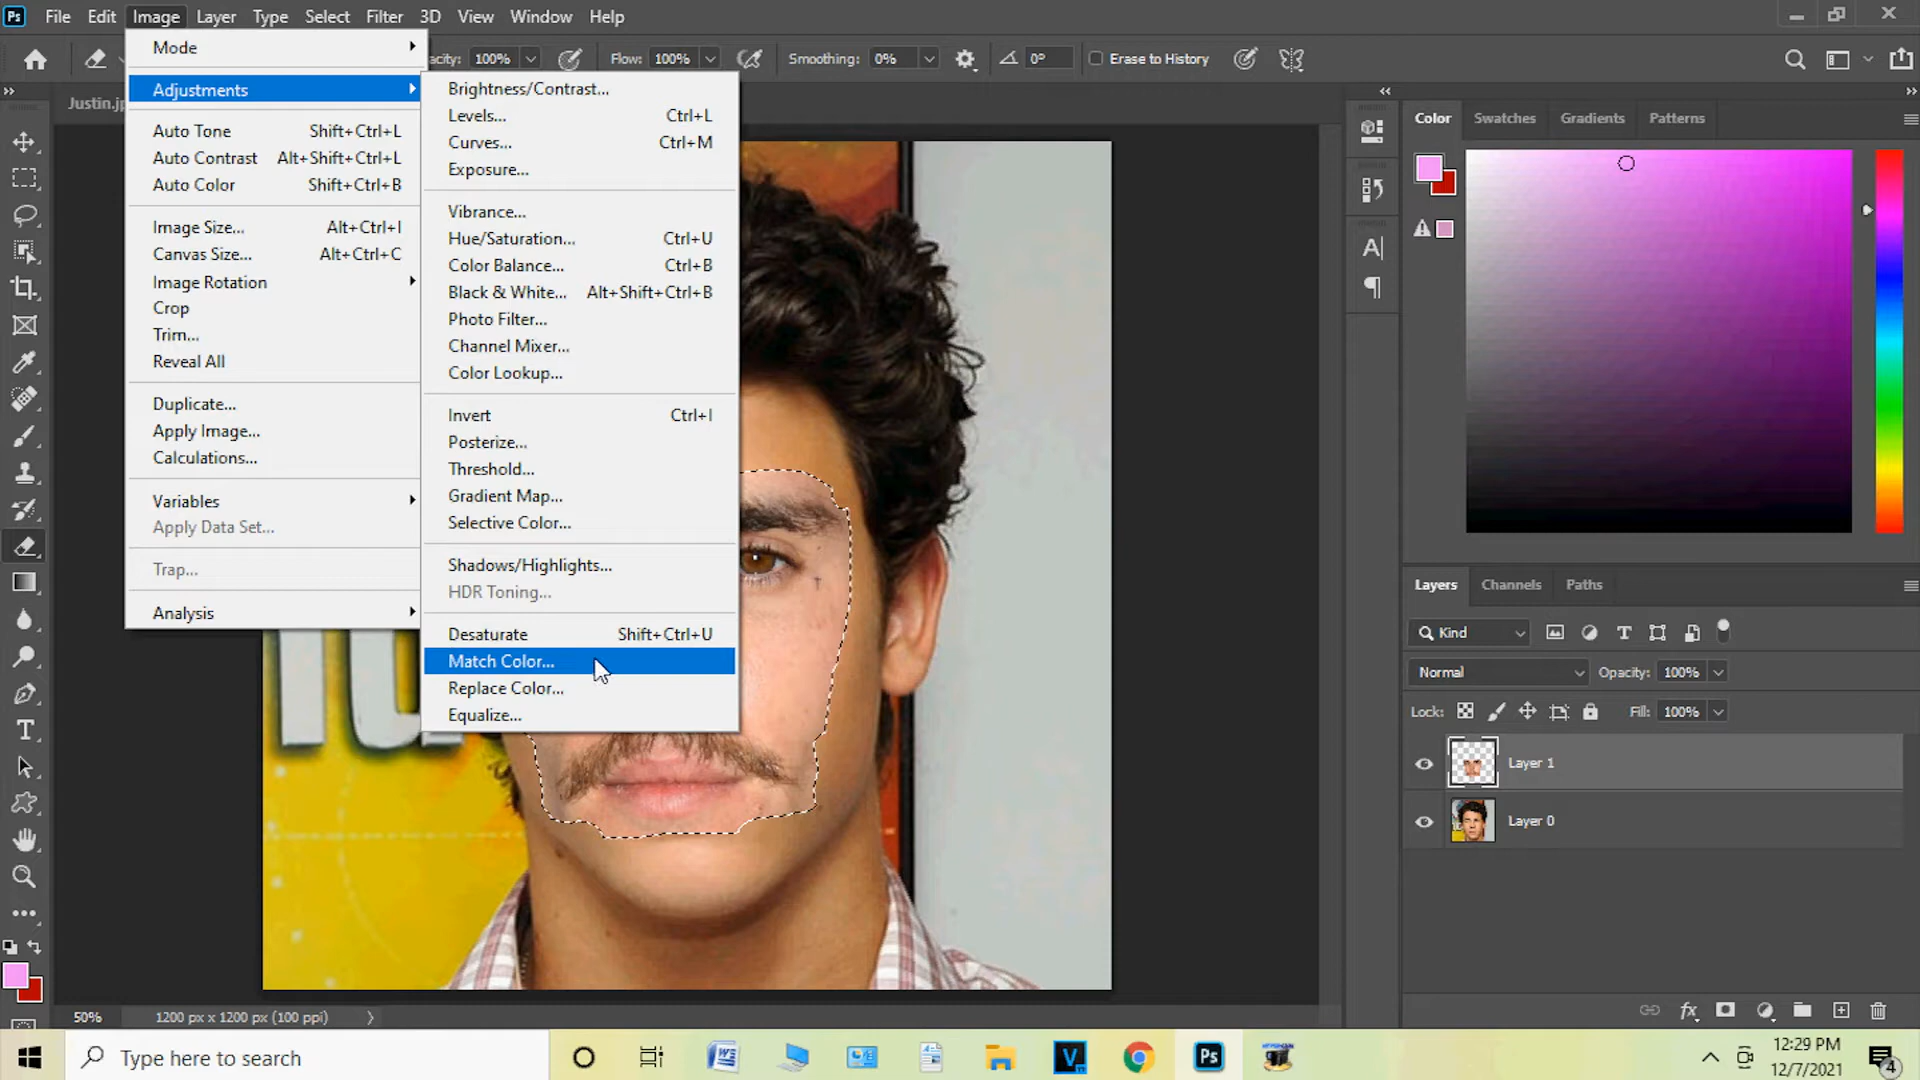 Ps File Edit Image Layer Type Select Filter 3D View Window Help
Mode
acity: 100% Flow: 100% Smoothing: 0% 0° Erase to History
Adjustments
Auto Tone Shift+Ctrl+L
Auto Contrast Alt+Shift+Ctrl+L
Auto Color Shift+Ctrl+B
Image Size... Alt+Ctrl+I
Canvas Size... Alt+Ctrl+C
Image Rotation
Crop
Trim...
Reveal All
Duplicate...
Apply Image...
Calculations...
Variables
Apply Data Set...
Trap...
Analysis
Brightness/Contrast...
Levels... Ctrl+L
Curves... Ctrl+M
Exposure...
Vibrance...
Hue/Saturation... Ctrl+U
Color Balance... Ctrl+B
Black & White... Alt+Shift+Ctrl+B
Photo Filter...
Channel Mixer...
Color Lookup...
Invert Ctrl+I
Posterize...
Threshold...
Gradient Map...
Selective Color...
Shadows/Highlights...
HDR Toning...
Desaturate Shift+Ctrl+U
Match Color...
Replace Color...
Equalize...
Justin.jp
Color Swatches Gradients Patterns
Layers Channels Paths
Kind
Normal Opacity: 100%
Lock: Fill: 100%
Layer 1
Layer 0
50% 1200 px x 1200 px (100 ppi)
Type here to search
12:29 PM
12/7/2021
4